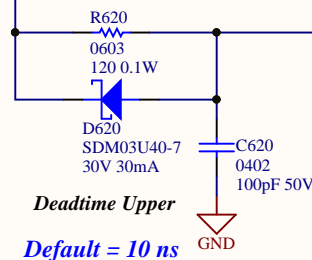 R620
0603
120 0.1W
D620
SDM03U40-7
30V 30mA
C620
0402
100pF 50V
Deadtime Upper
GND
Default = 10 ns